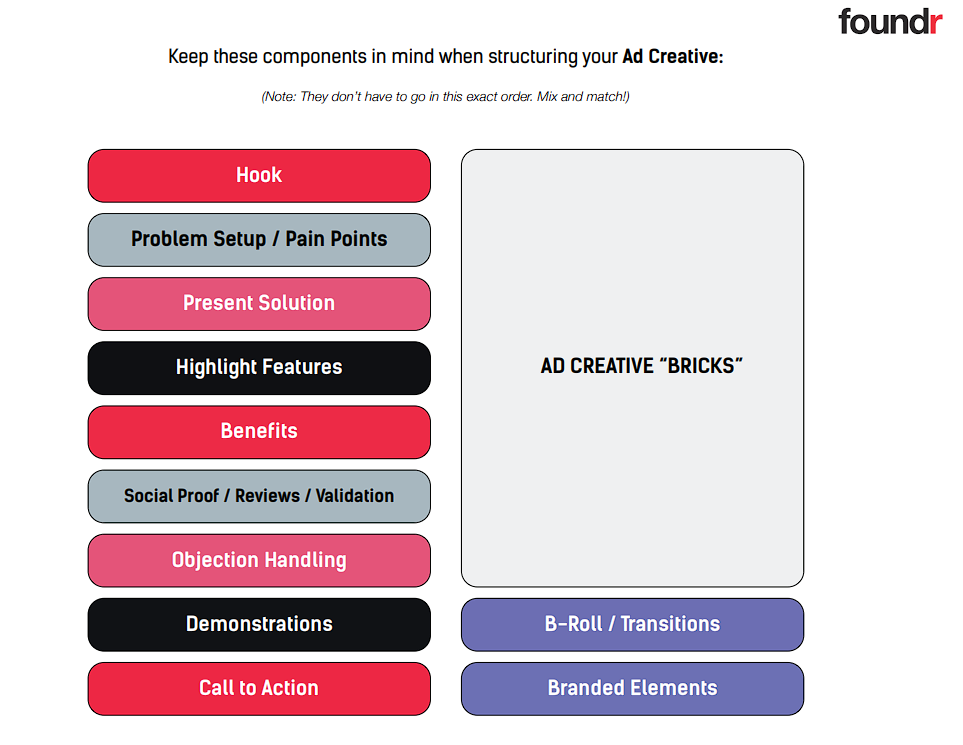 foundr
Keep these components in mind when structuring your Ad Creative:
(Note: They don’t have to go in this exact order. Mix and match!)
Hook
Problem Setup / Pain Points
Present Solution
Highlight Features
Benefits
Social Proof / Reviews / Validation
Objection Handling
Demonstrations
Call to Action
AD CREATIVE “BRICKS”
B-Roll / Transitions
Branded Elements